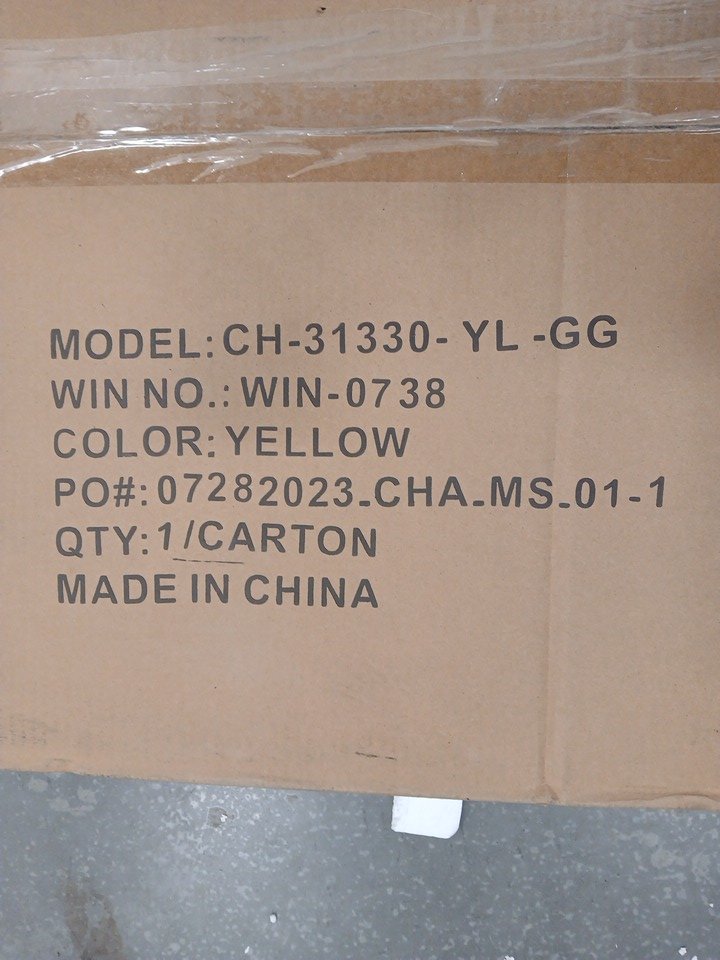 MODEL: CH-31330- YL -GG
WIN NO.: WIN-0738
COLOR: YELLOW
PO#: 07282023_CHA_MS_01-1
QTY: 1/CARTON
MADE IN CHINA